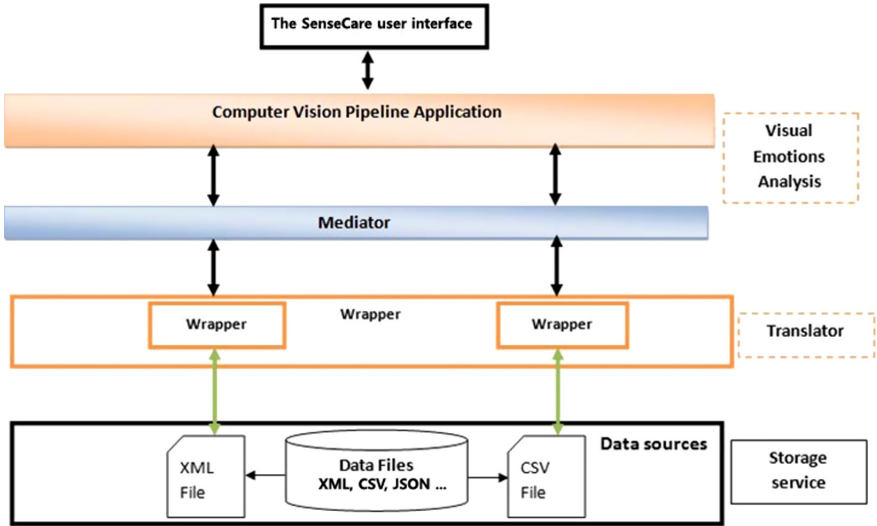 The SenseCare user interface
Computer Vision Pipeline Application
Visual
Emotions
Analysis
Mediator
Wrapper
Wrapper
Wrapper
Translator
Data sources
XML
File
Data Files
XML, CSV, JSON ...
CSV
File
Storage
service